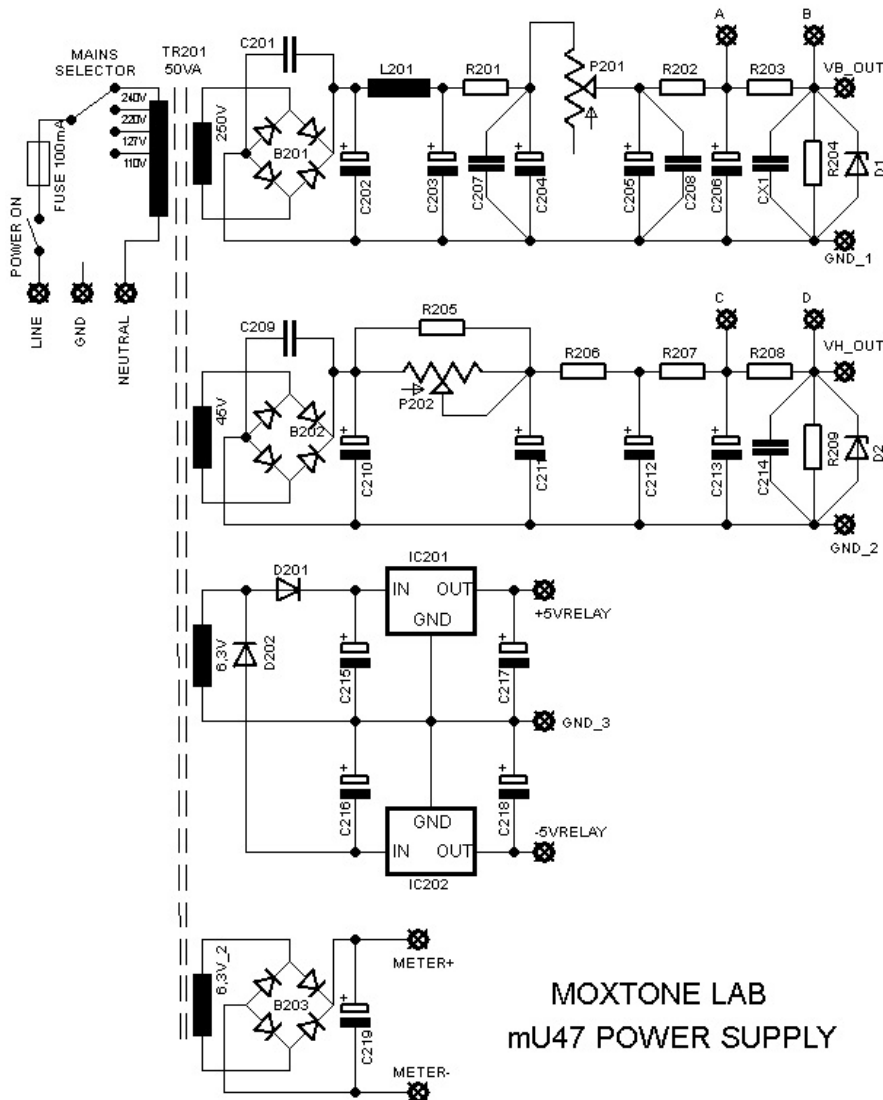 MAINS
SELECTOR
240V
220V
127V
110V
FUSE 100mA
POWER ON
LINE
GND
NEUTRAL
TR201
50VA
C201
250V
B201
C202
L201
C203
R201
C207
C204
P201
C205
C208
R202
A
C206
R203
B
CX1
R204
D1
VB_OUT
GND_1
C209
45V
B202
C210
R205
P202
C211
R206
C212
R207
C
C213
R208
D
C214
R209
D2
VH_OUT
GND_2
6,3V
D201
D202
C215
IC201
IN OUT
GND
C217
+5VRELAY
GND_3
C216
GND
IN OUT
IC202
C218
-5VRELAY
6,3V_2
B203
C219
METER+
METER-
MOXTONE LAB
mU47 POWER SUPPLY